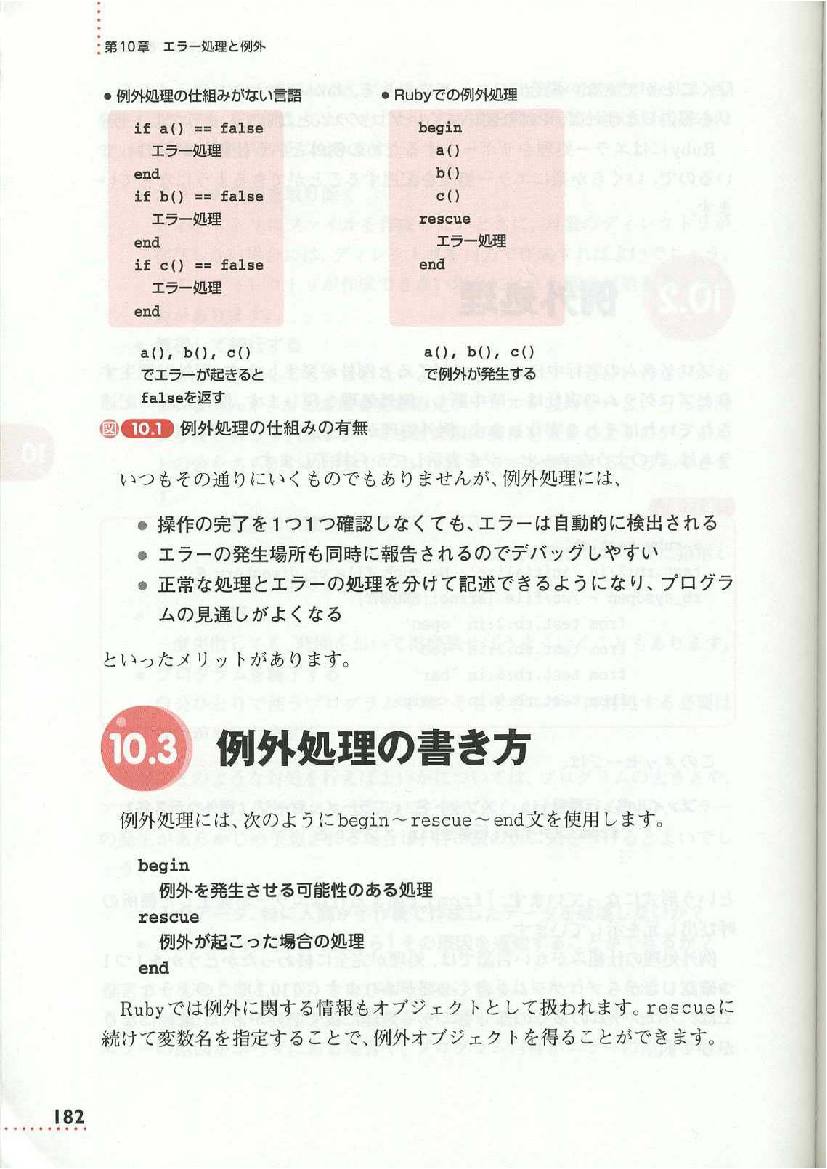 第10章 エラー処理と例外
● 例外処理の仕組みがない言語
if a() == false
エラー処理
end
if b() == false
エラー処理
end
if c() == false
エラー処理
end
a(), b(), c()
でエラーが起きると
falseを返す
● Rubyでの例外処理
begin
a()
b()
c()
rescue
エラー処理
end
a(), b(), c()
で例外が発生する
図 10.1 例外処理の仕組みの有無
いつもその通りにいくものでもありませんが、例外処理には、
● 操作の完了を1つ1つ確認しなくても、エラーは自動的に検出される
● エラーの発生場所も同時に報告されるのでデバッグしやすい
● 正常な処理とエラーの処理を分けて記述できるようになり、プログラ
ムの見通しがよくなる
といったメリットがあります。
10.3 例外処理の書き方
例外処理には、次のようにbegin～rescue～end文を使用します。
begin
例外を発生させる可能性のある処理
rescue
例外が起こった場合の処理
end
Rubyでは例外に関する情報もオブジェクトとして扱われます。rescueに
続けて変数名を指定することで、例外オブジェクトを得ることができます。
182